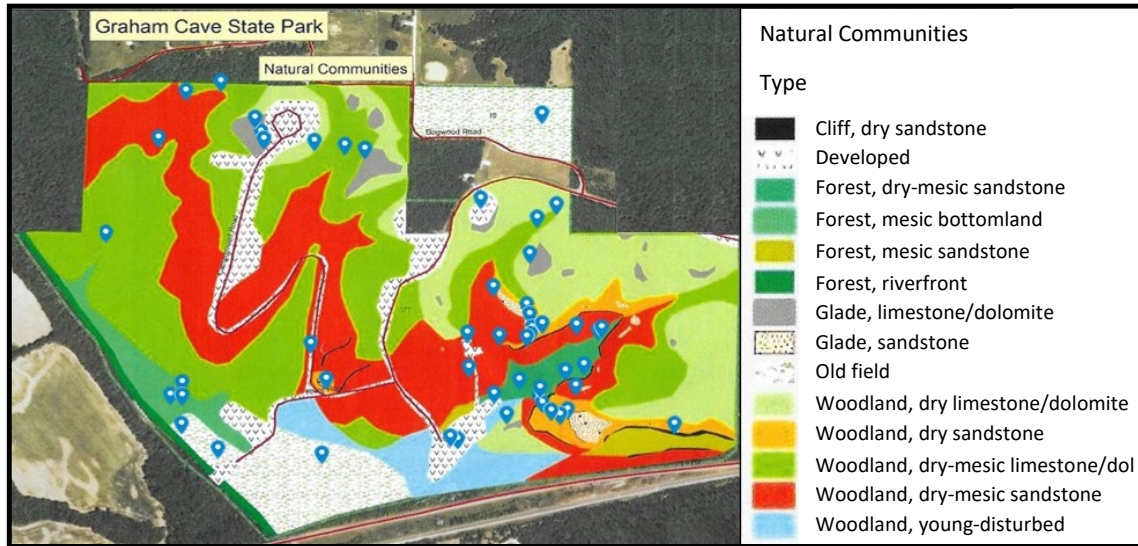 Graham Cave State Park
Natural Communities
Dogwood Road
Natural Communities
Type
Cliff, dry sandstone
Developed
Forest, dry-mesic sandstone
Forest, mesic bottomland
Forest, mesic sandstone
Forest, riverfront
Glade, limestone/dolomite
Glade, sandstone
Old field
Woodland, dry limestone/dolomite
Woodland, dry sandstone
Woodland, dry-mesic limestone/dol
Woodland, dry-mesic sandstone
Woodland, young-disturbed